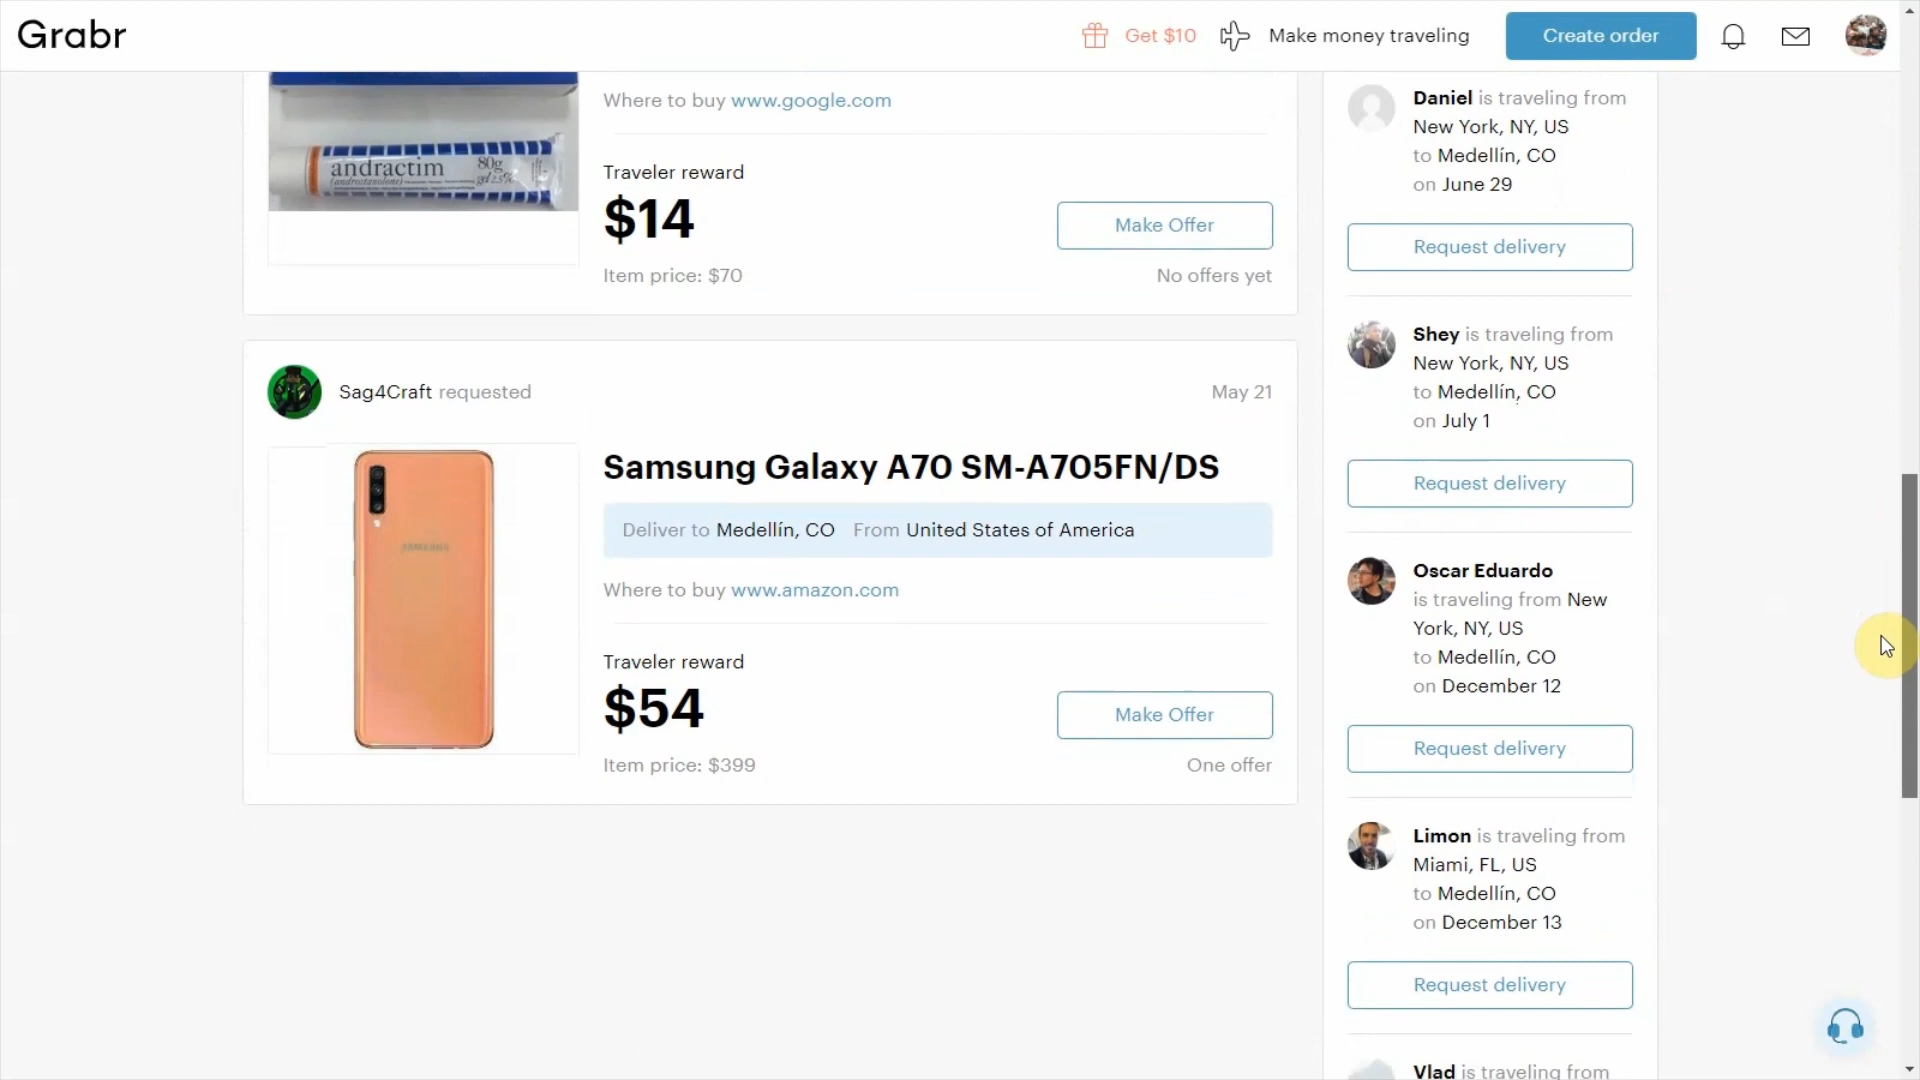 Grabr
Get $10
Make money traveling
Create order
andractim
80g
gel 2.5%
(androstanolone)
Where to buy www.google.com
Traveler reward
$14
Make Offer
Item price: $70
No offers yet
Sag4Craft requested
May 21
SAMSUNG
Samsung Galaxy A70 SM-A705FN/DS
Deliver to Medellín, CO From United States of America
Where to buy www.amazon.com
Traveler reward
$54
Make Offer
Item price: $399
One offer
Daniel is traveling from
New York, NY, US
to Medellín, CO
on June 29
Request delivery
Shey is traveling from
New York, NY, US
to Medellín, CO
on July 1
Request delivery
Oscar Eduardo
is traveling from New
York, NY, US
to Medellín, CO
on December 12
Request delivery
Limon is traveling from
Miami, FL, US
to Medellín, CO
on December 13
Request delivery
Vlad is traveling from